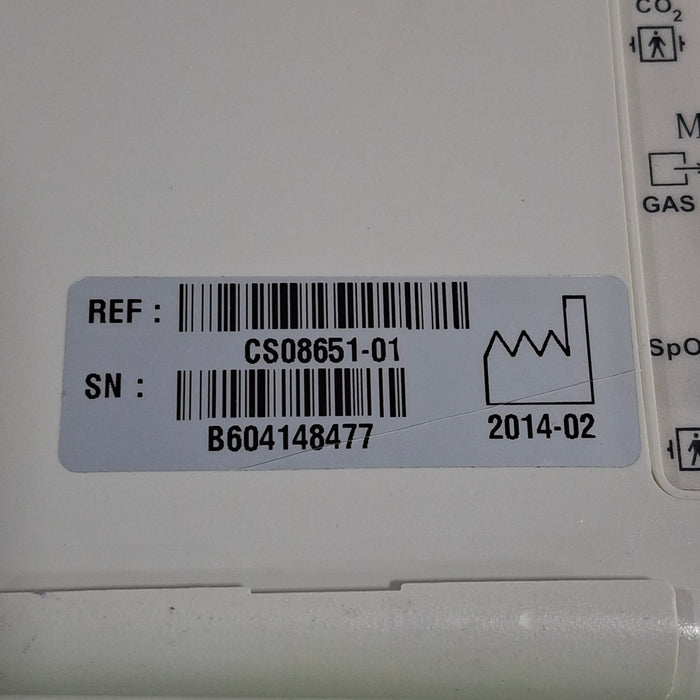 CO2
M
GAS
REF :
CS08651-01
SpO
SN :
B604148477
2014-02